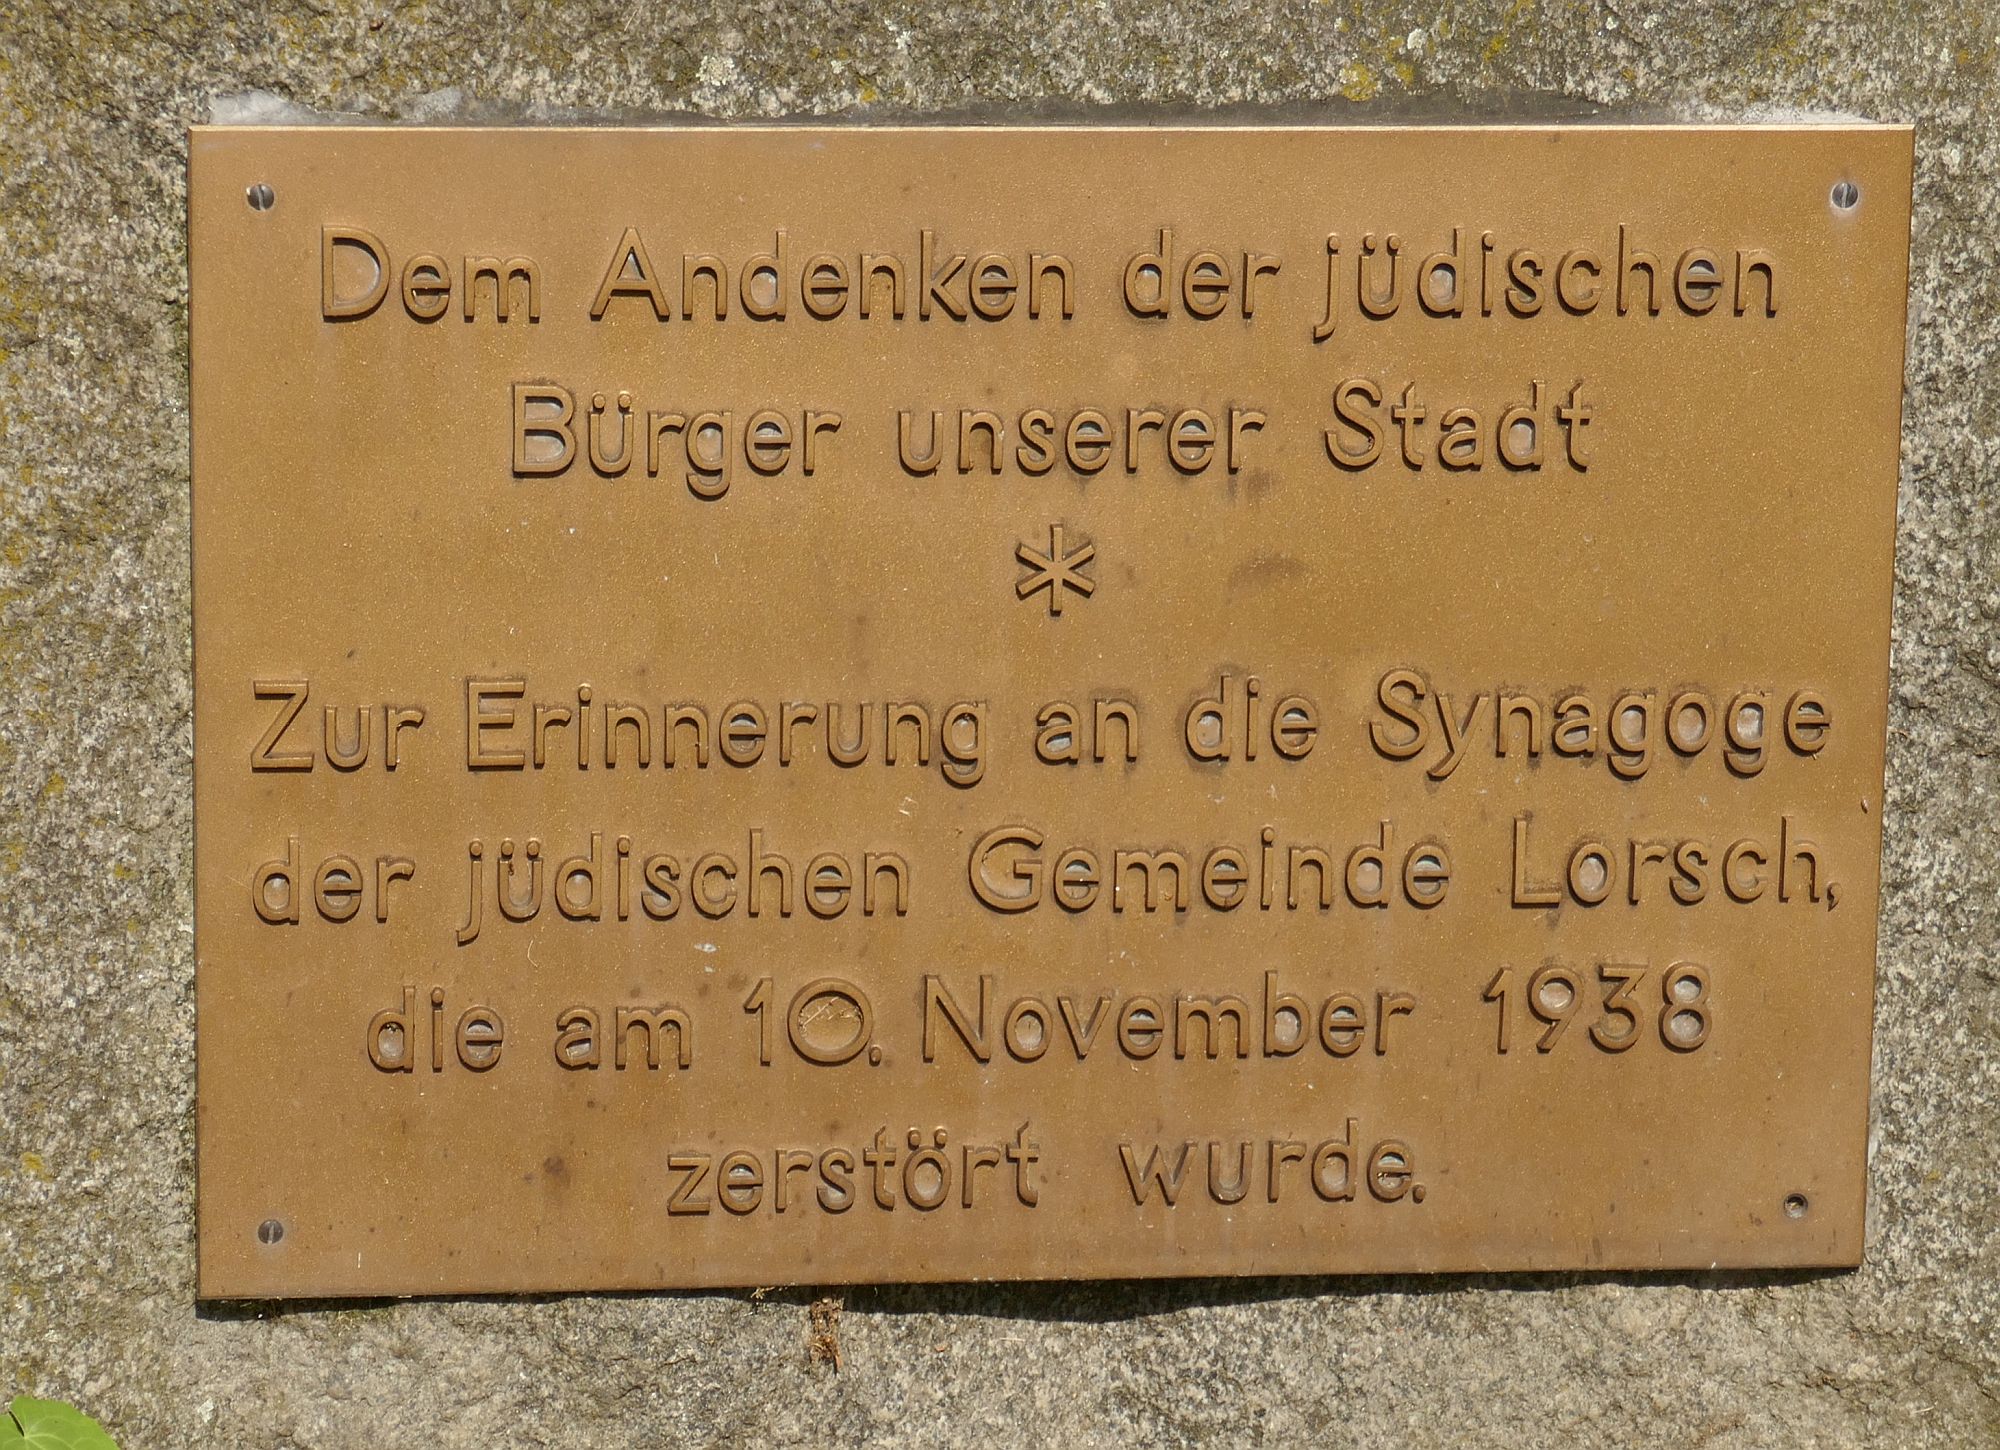 Dem Andenken der jüdischen
Bürger unserer Stadt
*
Zur Erinnerung an die Synagoge
der jüdischen Gemeinde Lorsch,
die am 10. November 1938
zerstört wurde.